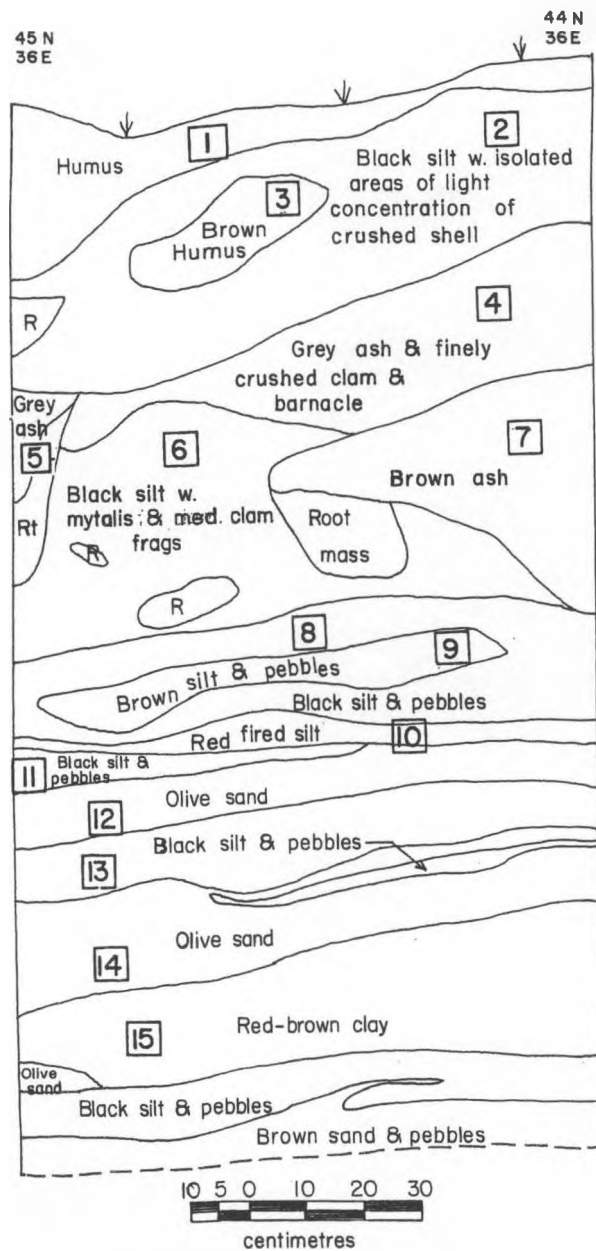 45 N
36 E
44 N
36 E
1
2
Humus
Black silt w. isolated
areas of light
concentration of
crushed shell
3
Brown
Humus
R
4
Grey ash & finely
crushed clam &
barnacle
Grey
ash
5
6
7
Brown ash
Black silt w.
mytalis & med. clam
frags
Rt
Root
mass
R
R
8
9
Brown silt & pebbles
Black silt & pebbles
Red fired silt
10
11
Black silt &
pebbles
Olive sand
12
Black silt & pebbles
13
Olive sand
14
15
Red-brown clay
Olive
sand
Black silt & pebbles
Brown sand & pebbles
10 5 0 10 20 30
centimetres